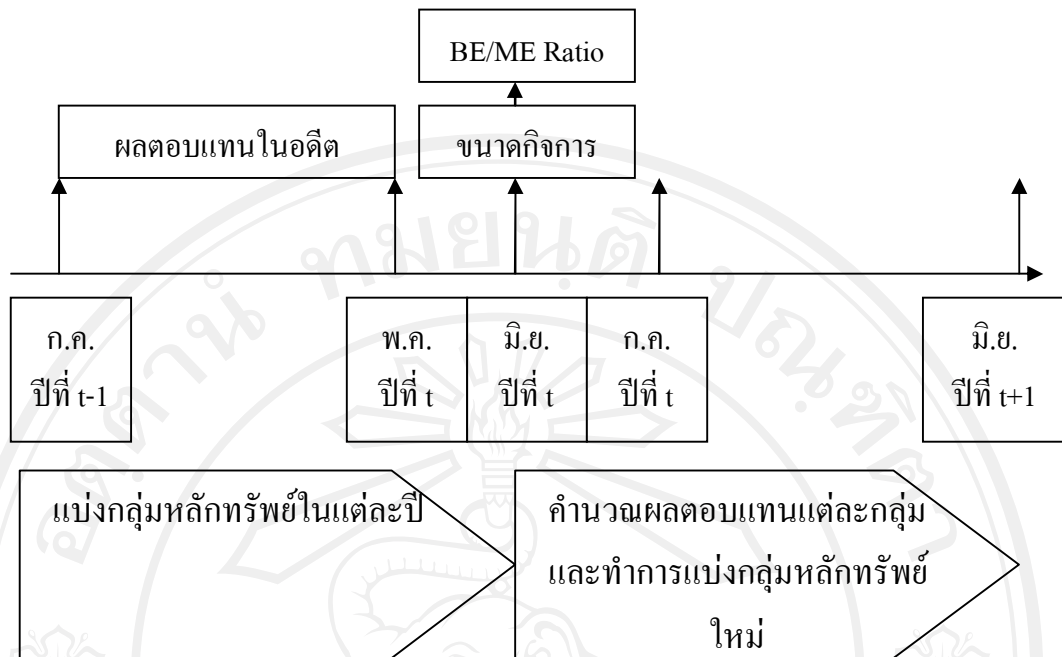 BE/ME Ratio
ผลตอบแทนในอดีต
ขนาดกิจการ
ก.ค.
ปีที่ t-1
พ.ค.
ปีที่ t
มิ.ย.
ปีที่ t
ก.ค.
ปีที่ t
มิ.ย.
ปีที่ t+1
แบ่งกลุ่มหลักทรัพย์ในแต่ละปี
คำนวณผลตอบแทนแต่ละกลุ่ม
และทำการแบ่งกลุ่มหลักทรัพย์
ใหม่